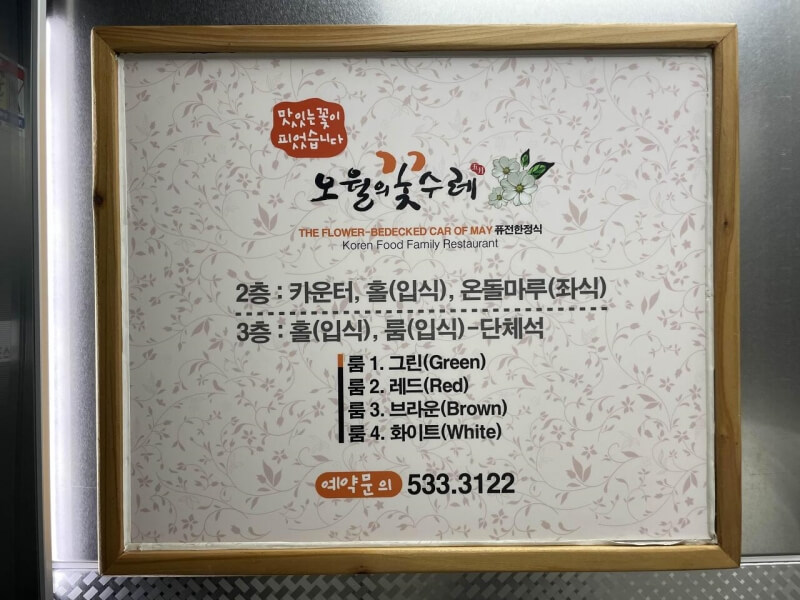 맛있는꽃이
피었습니다
오월의꽃수레
THE FLOWER-BEDECKED CAR OF MAY 퓨전한정식
Koren Food Family Restaurant
2층 : 카운터, 홀(입식), 온돌마루(좌식)
3층 : 홀(입식), 룸(입식)-단체석
룸 1. 그린(Green)
룸 2. 레드(Red)
룸 3. 브라운(Brown)
룸 4. 화이트(White)
예약문의 533.3122